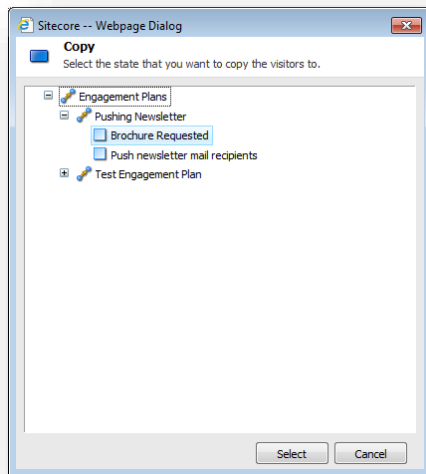 Sitecore -- Webpage Dialog
Copy
Select the state that you want to copy the visitors to.
Engagement Plans
Pushing Newsletter
Brochure Requested
Push newsletter mail recipients
Test Engagement Plan
Select
Cancel